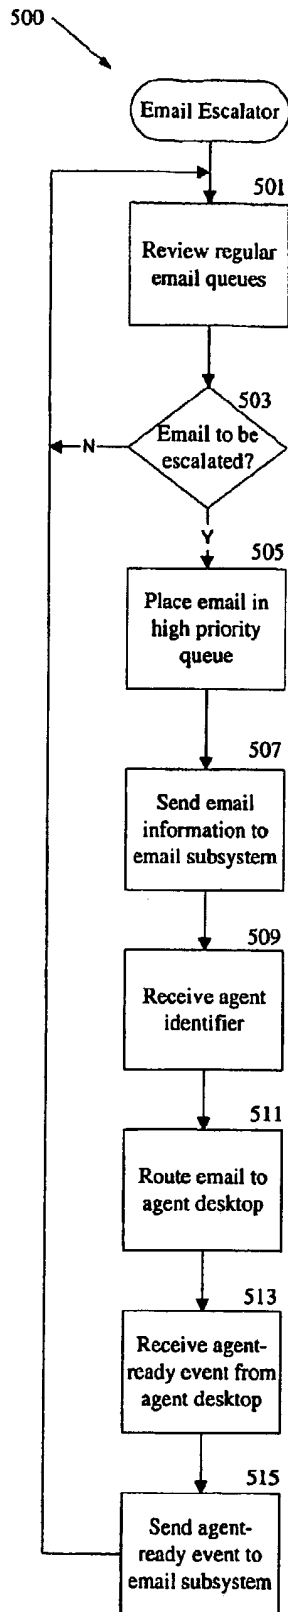 500
Email Escalator
501
Review regular
email queues
503
Email to be
escalated?
N
Y
505
Place email in
high priority
queue
507
Send email
information to
email subsystem
509
Receive agent
identifier
511
Route email to
agent desktop
513
Receive agent-
ready event from
agent desktop
515
Send agent-
ready event to
email subsystem